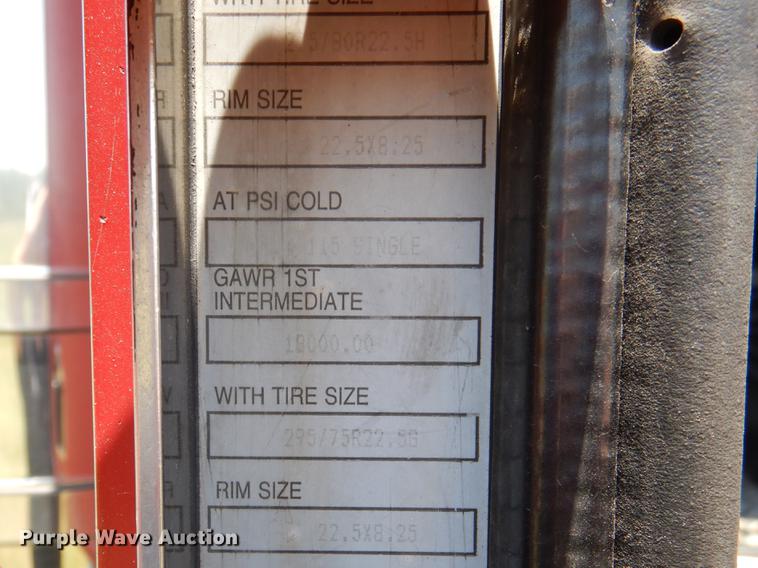 WITH TIRE SIZE
RIM SIZE
22.5X8.25
AT PSI COLD
115 SINGLE
GAWR 1ST
INTERMEDIATE
18000.00
WITH TIRE SIZE
295/75R22.5G
RIM SIZE
22.5X8.25
Purple Wave Auction